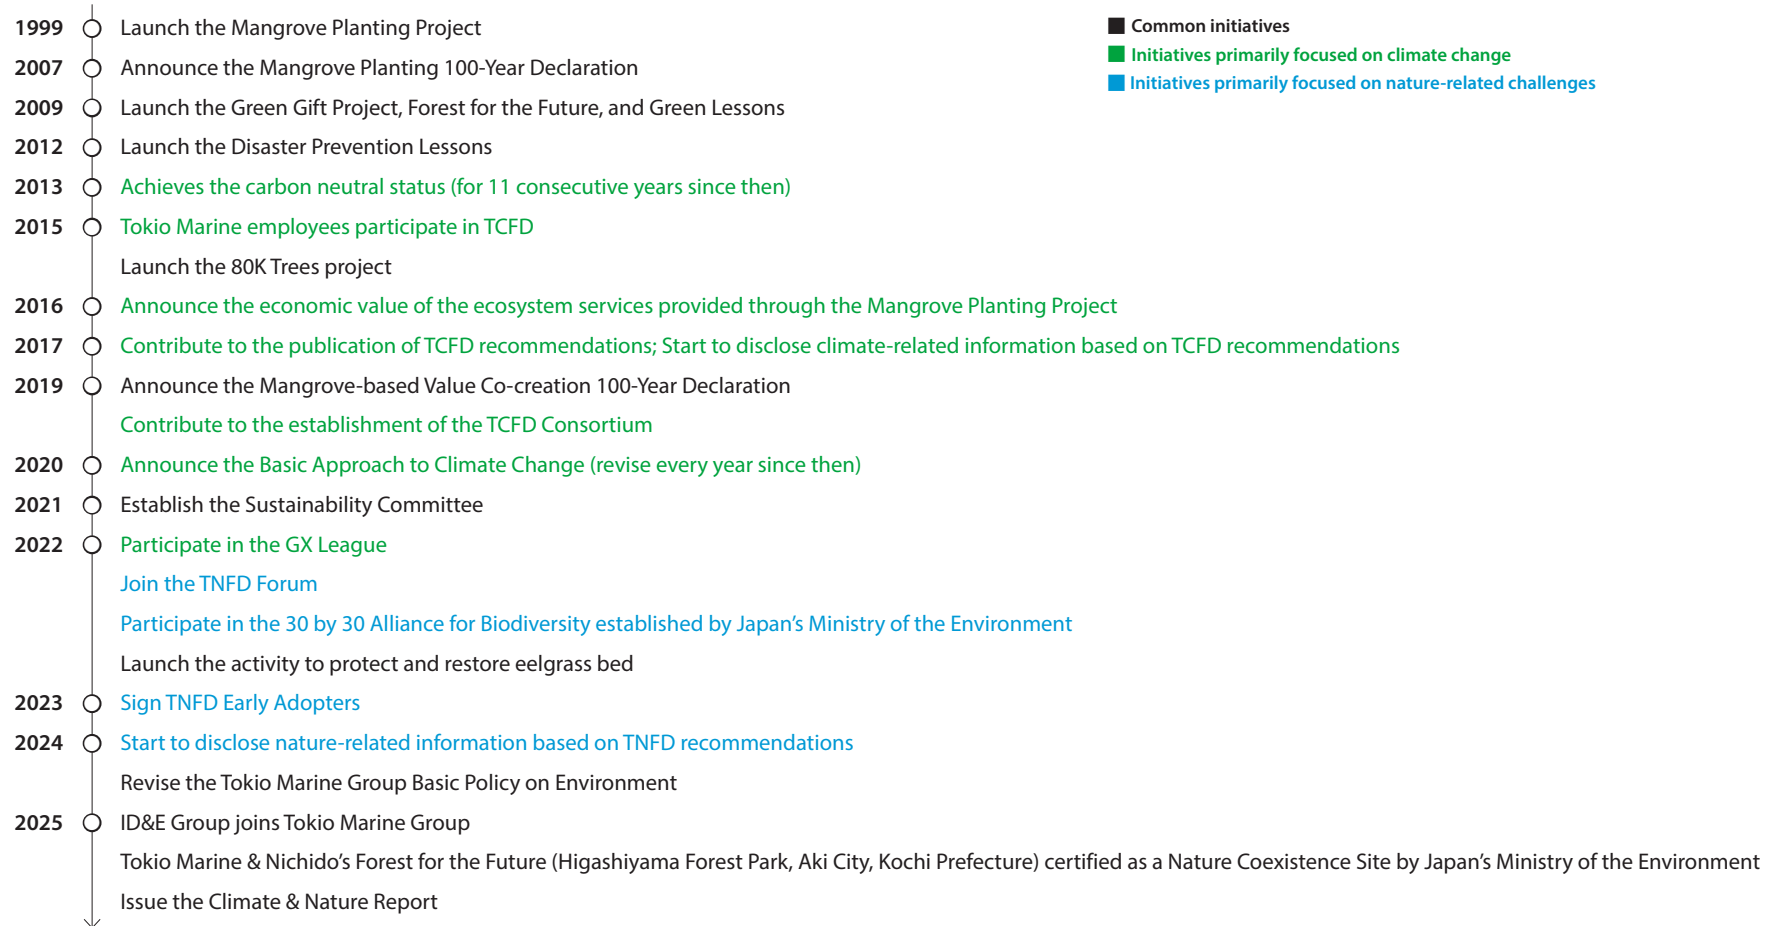 1999 Launch the Mangrove Planting Project
2007 Announce the Mangrove Planting 100-Year Declaration
2009 Launch the Green Gift Project, Forest for the Future, and Green Lessons
2012 Launch the Disaster Prevention Lessons
2013 Achieves the carbon neutral status (for 11 consecutive years since then)
2015 Tokio Marine employees participate in TCFD
Launch the 80K Trees project
2016 Announce the economic value of the ecosystem services provided through the Mangrove Planting Project
2017 Contribute to the publication of TCFD recommendations; Start to disclose climate-related information based on TCFD recommendations
2019 Announce the Mangrove-based Value Co-creation 100-Year Declaration
Contribute to the establishment of the TCFD Consortium
2020 Announce the Basic Approach to Climate Change (revise every year since then)
2021 Establish the Sustainability Committee
2022 Participate in the GX League
Join the TNFD Forum
Participate in the 30 by 30 Alliance for Biodiversity established by Japan’s Ministry of the Environment
Launch the activity to protect and restore eelgrass bed
2023 Sign TNFD Early Adopters
2024 Start to disclose nature-related information based on TNFD recommendations
Revise the Tokio Marine Group Basic Policy on Environment
2025 ID&E Group joins Tokio Marine Group
Tokio Marine & Nichido’s Forest for the Future (Higashiyama Forest Park, Aki City, Kochi Prefecture) certified as a Nature Coexistence Site by Japan’s Ministry of the Environment
Issue the Climate & Nature Report
Common initiatives
Initiatives primarily focused on climate change
Initiatives primarily focused on nature-related challenges